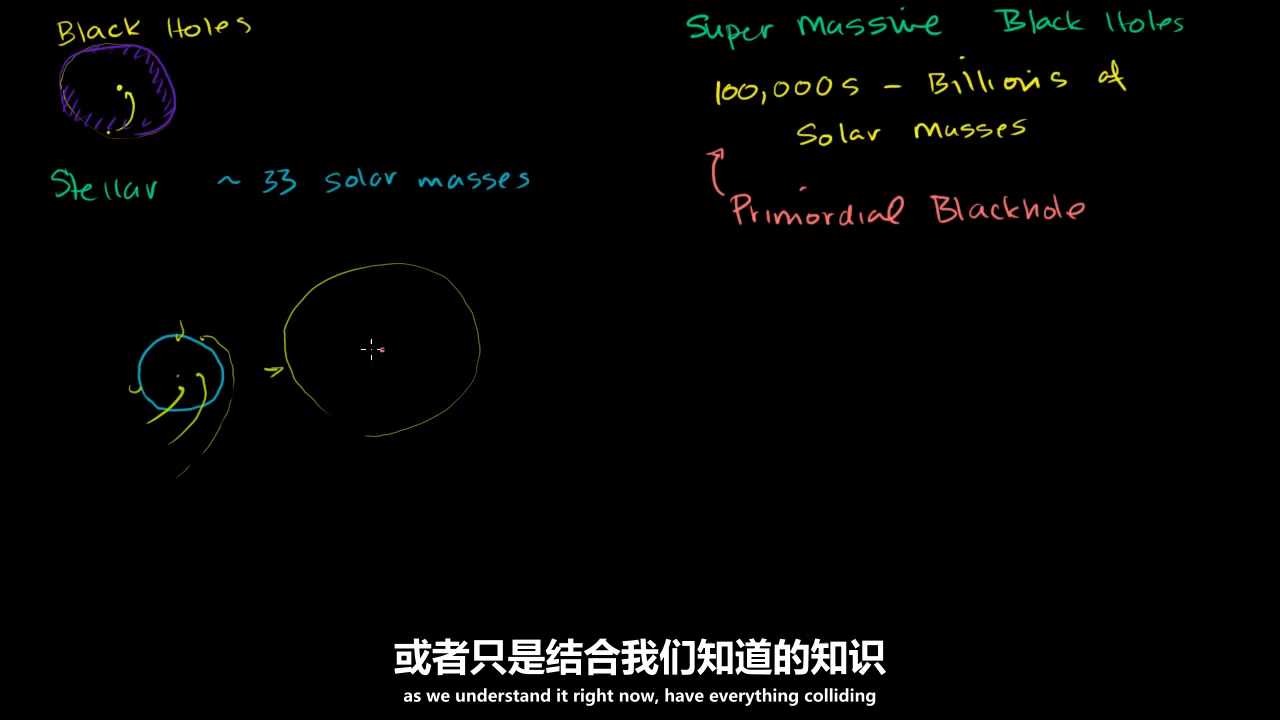 Black Holes
Super Massive Black Holes
100,000s - Billions of
Solar Masses
Stellar ~ 33 solar masses
Primordial Blackhole
或者只是结合我们知道的知识
as we understand it right now, have everything colliding